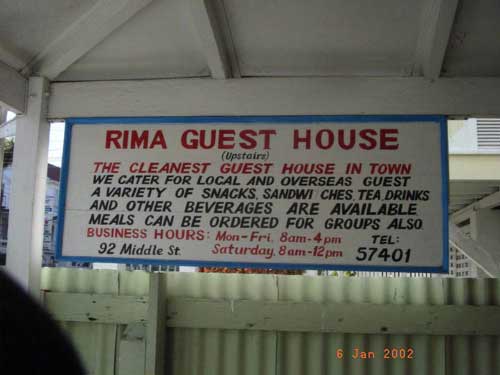 RIMA GUEST HOUSE
(Upstairs)
THE CLEANEST GUEST HOUSE IN TOWN
WE CATER FOR LOCAL AND OVERSEAS GUEST
A VARIETY OF SNACKS, SANDWI CHES, TEA, DRINKS
AND OTHER BEVERAGES ARE AVAILABLE
MEALS CAN BE ORDERED FOR GROUPS ALSO.
BUSINESS HOURS: Mon-Fri. 8am-4pm TEL:
92 Middle St. Saturday, 8am-12pm 57401
6 Jan 2002